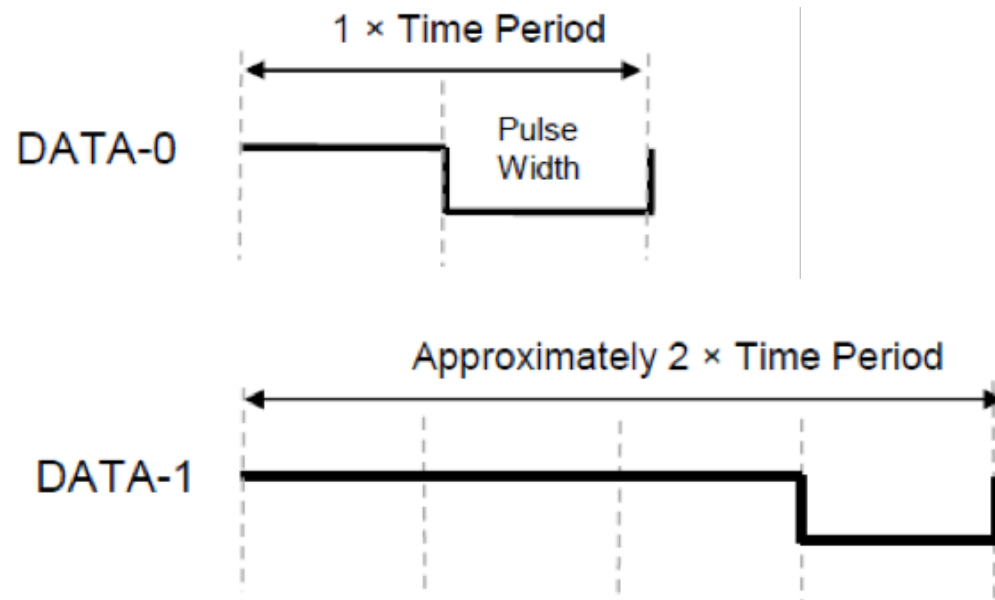 1 × Time Period
DATA-0
Pulse
Width
Approximately 2 × Time Period
DATA-1